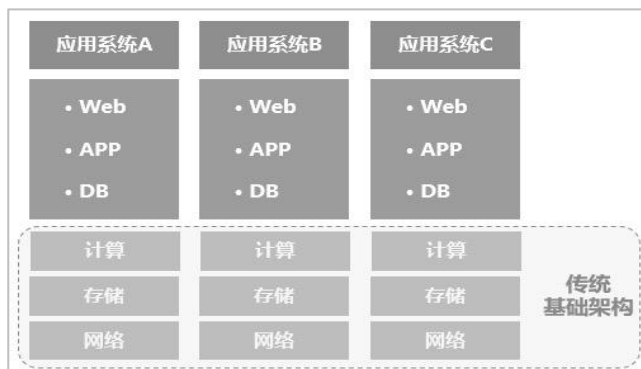 应用系统A 应用系统B 应用系统C
• Web • Web • Web
• APP • APP • APP
• DB • DB • DB
计算 计算 计算
存储 存储 存储
网络 网络 网络
传统
基础架构